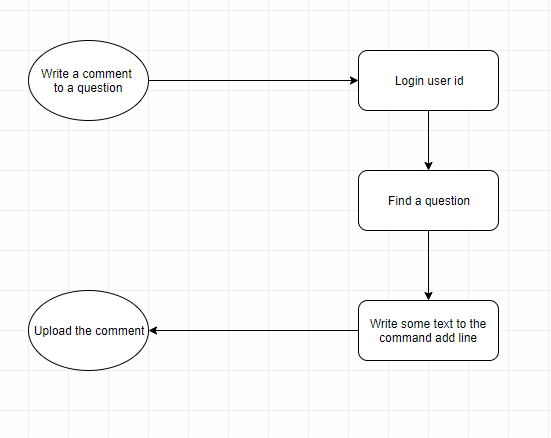 Write a comment
to a question
Login user id
Find a question
Write some text to the
command add line
Upload the comment